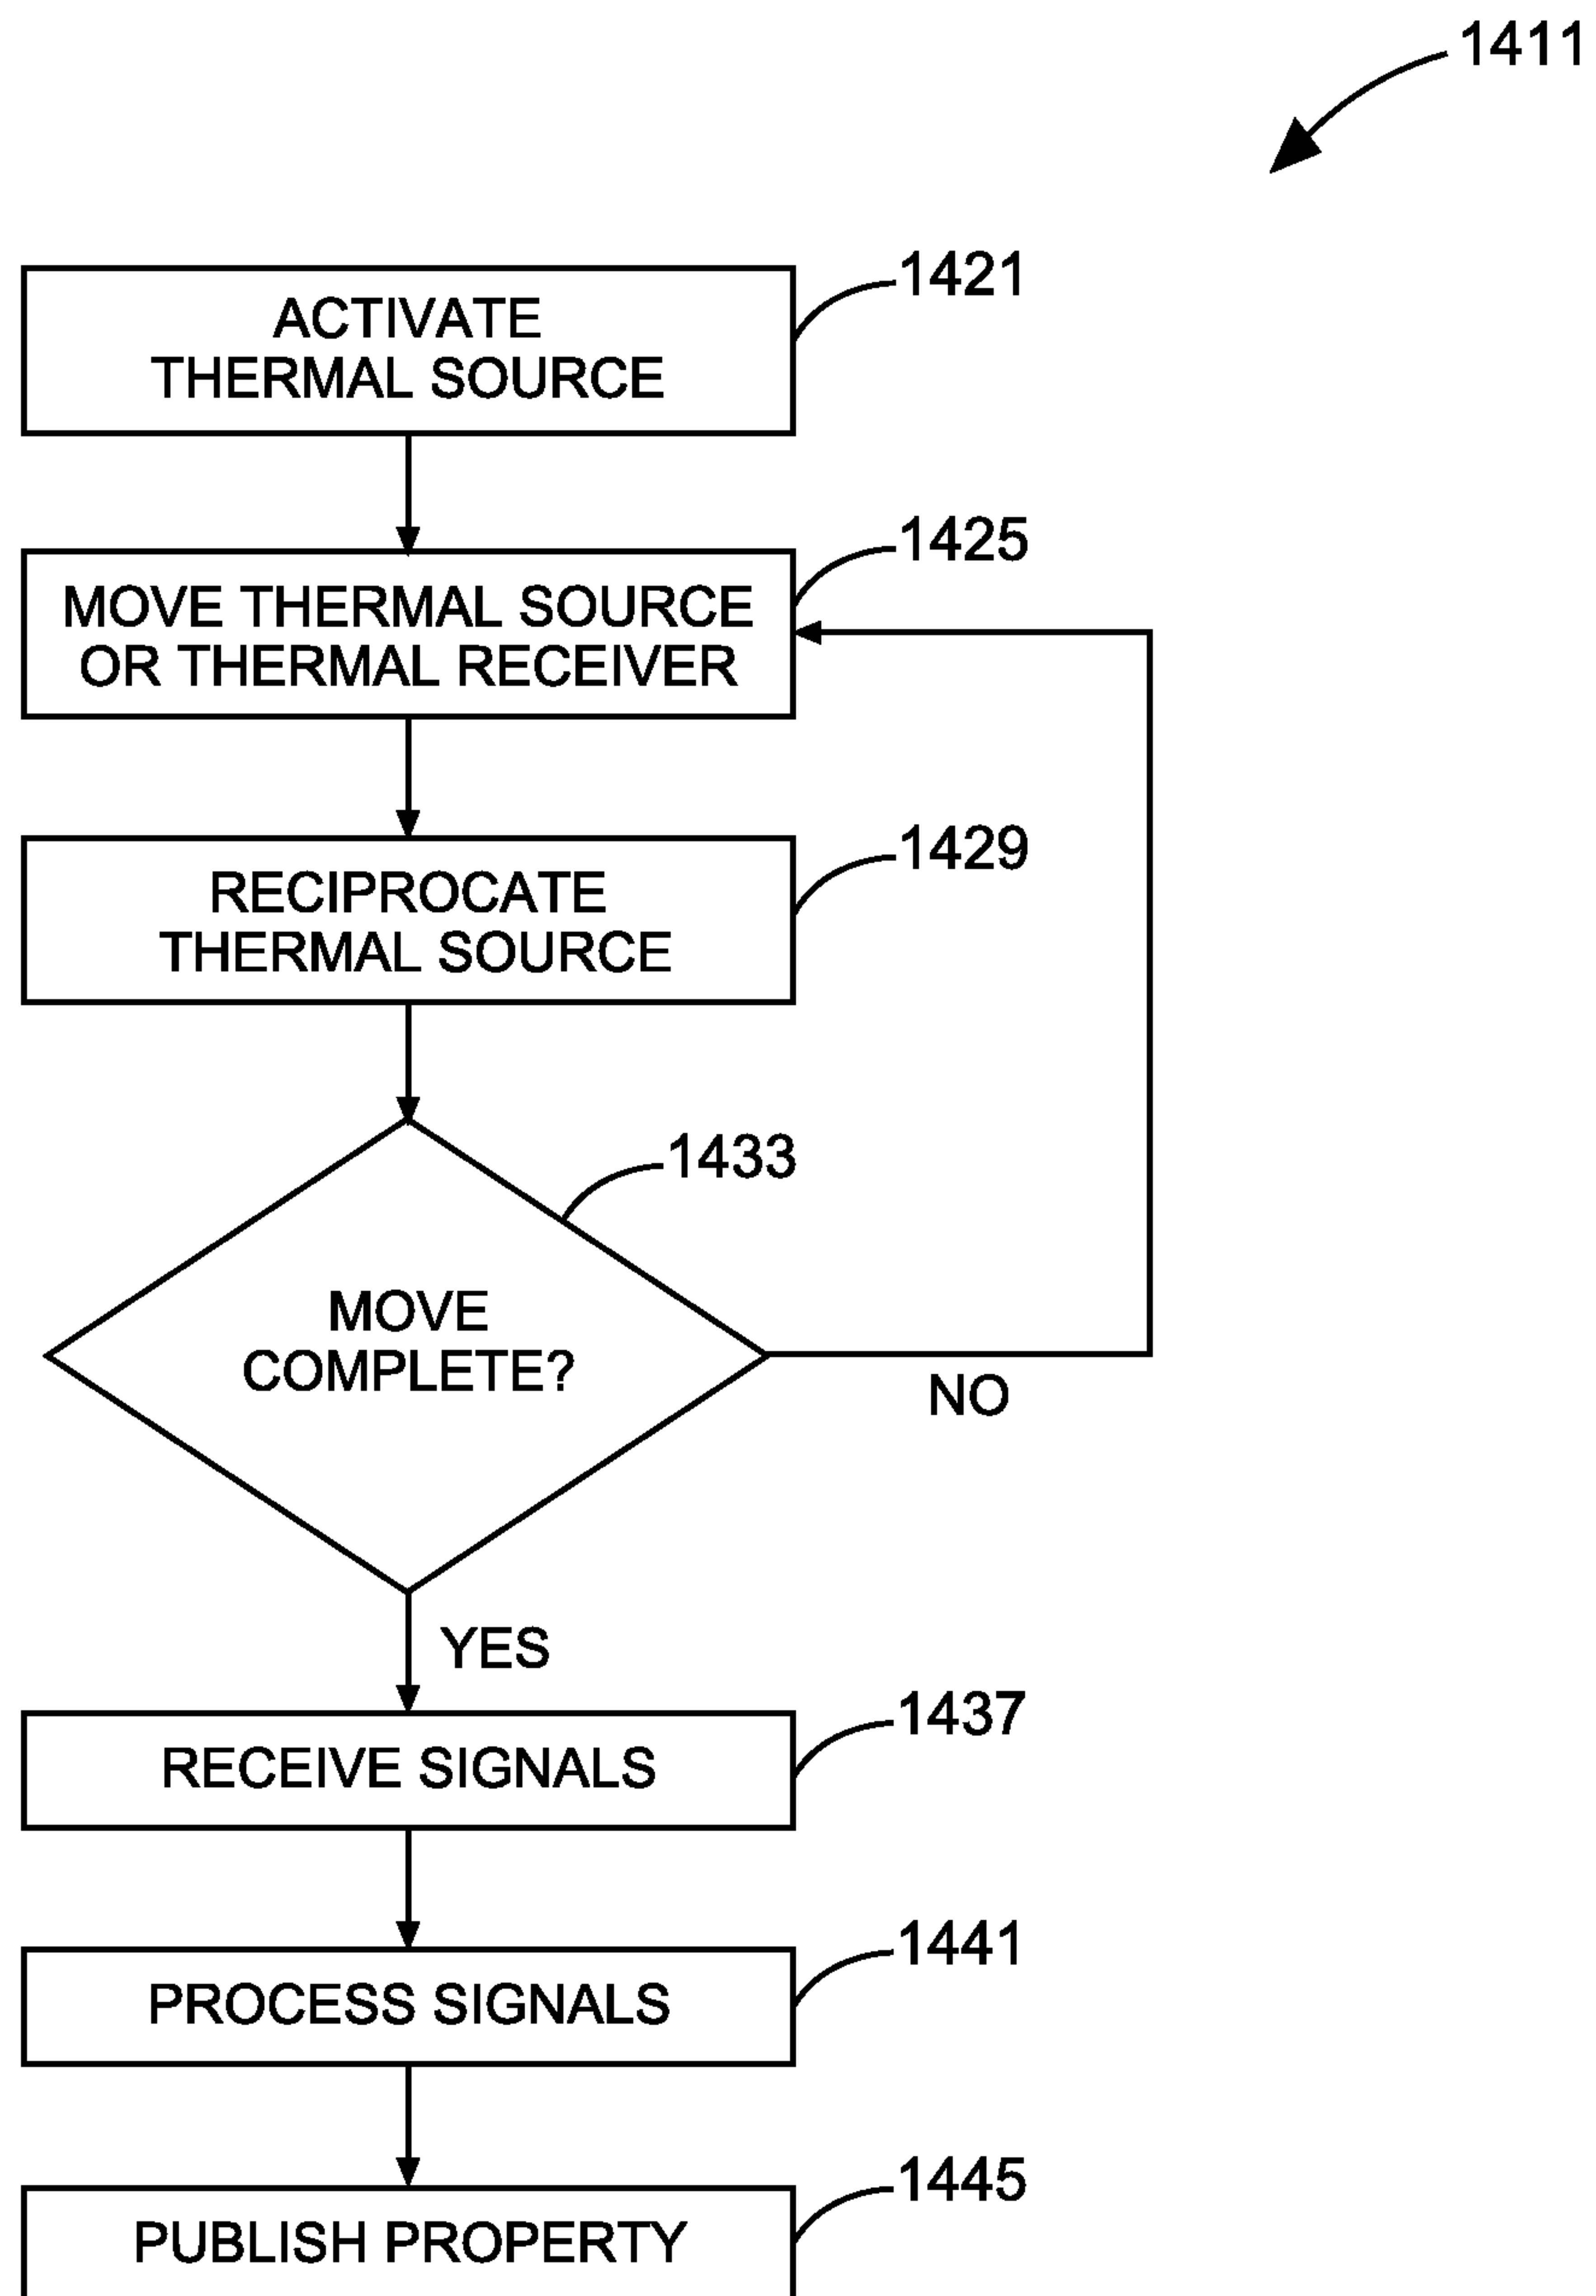 1411
1421
ACTIVATE
THERMAL SOURCE
1425
MOVE THERMAL SOURCE
OR THERMAL RECEIVER
1429
RECIPROCATE
THERMAL SOURCE
1433
MOVE
COMPLETE?
NO
YES
1437
RECEIVE SIGNALS
1441
PROCESS SIGNALS
1445
PUBLISH PROPERTY